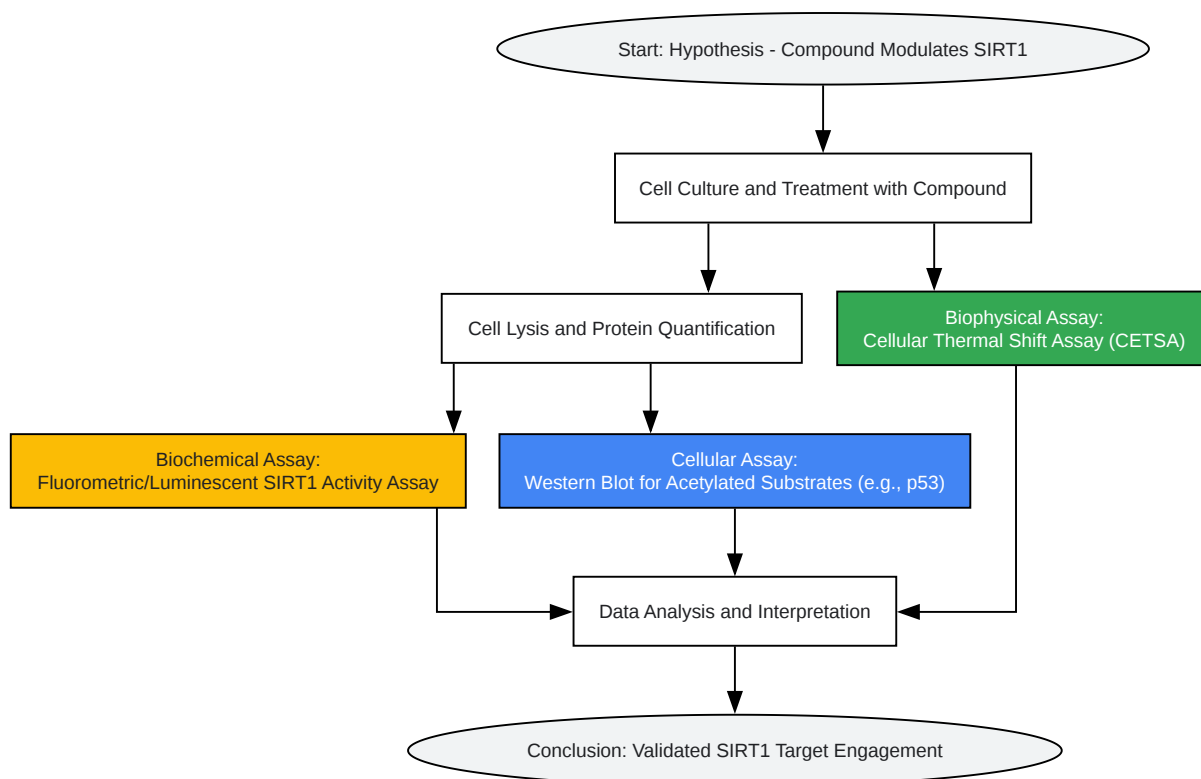 Start: Hypothesis - Compound Modulates SIRT1
Cell Culture and Treatment with Compound
Cell Lysis and Protein Quantification
Biophysical Assay:
Cellular Thermal Shift Assay (CETSA)
Biochemical Assay:
Fluorometric/Luminescent SIRT1 Activity Assay
Cellular Assay:
Western Blot for Acetylated Substrates (e.g., p53)
Data Analysis and Interpretation
Conclusion: Validated SIRT1 Target Engagement